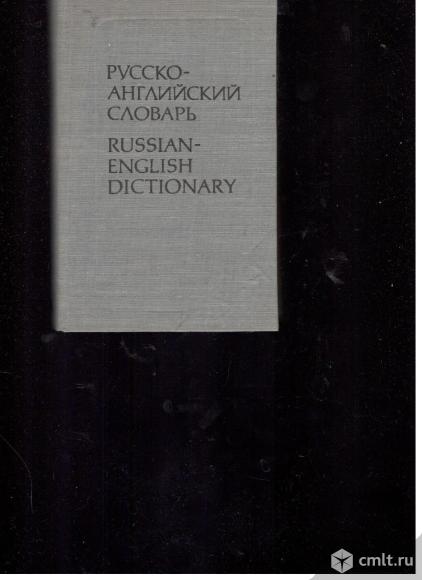 РУССКО-
АНГЛИЙСКИЙ
СЛОВАРЬ
RUSSIAN-
ENGLISH
DICTIONARY
cmlt.ru